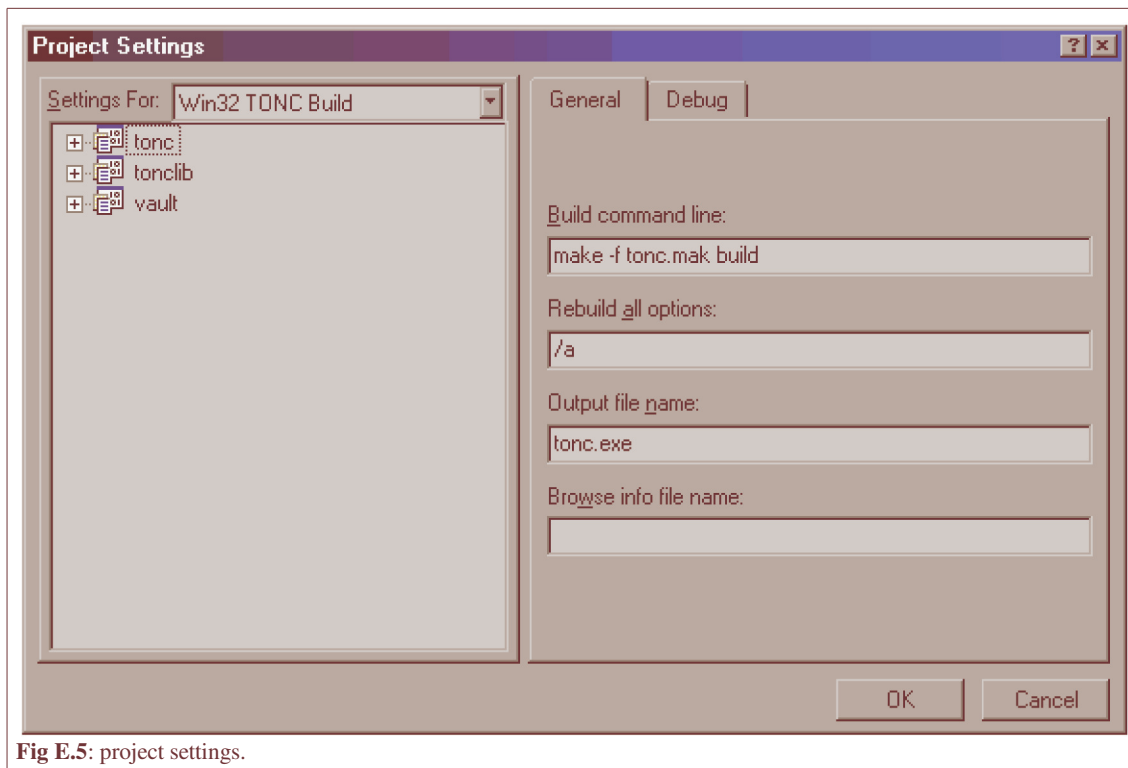 Project Settings
Settings For: Win32 TONC Build
tonc
tonclib
vault
General Debug
Build command line:
make -f tonc.mak build
Rebuild all options:
/a
Output file name:
tonc.exe
Browse info file name:
OK Cancel
Fig E.5: project settings.